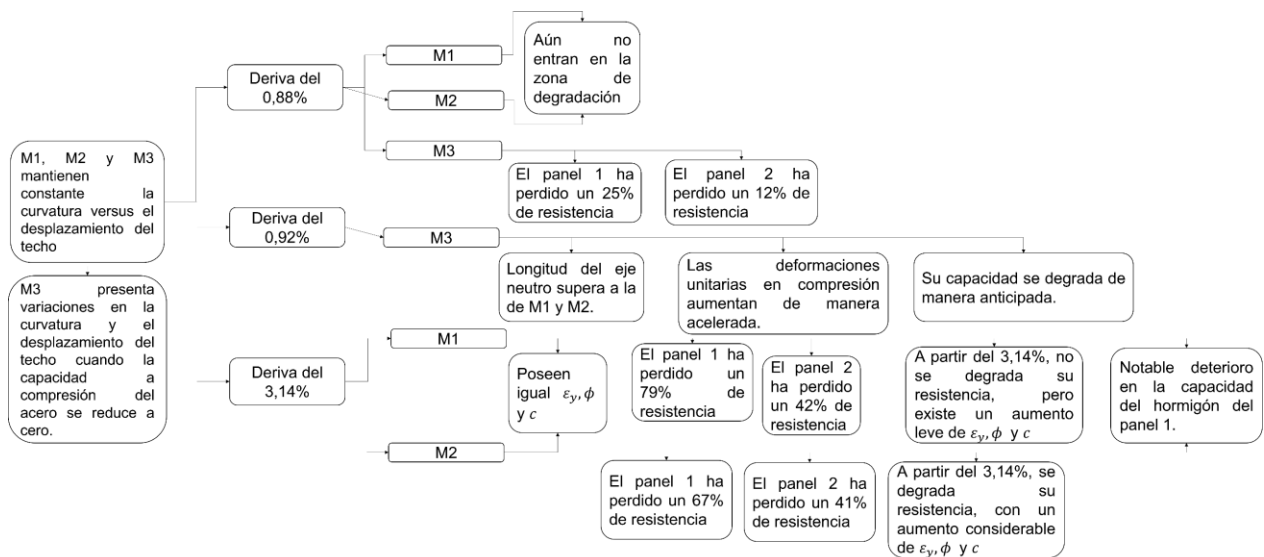 M1, M2 y M3
mantienen
constante la
curvatura versus el
desplazamiento del
techo
M3 presenta
variaciones en la
curvatura y el
desplazamiento del
techo cuando la
capacidad a
compresión del
acero se reduce a
cero.
Deriva del
0,88%
M1
M2
Aún no
entran en la
zona de
degradación
M3
El panel 1 ha
perdido un 25%
de resistencia
El panel 2 ha
perdido un 12% de
resistencia
Deriva del
0,92%
M3
Longitud del eje
neutro supera a la
de M1 y M2.
Las deformaciones
unitarias en compresión
aumentan de manera
acelerada.
Su capacidad se degrada de
manera anticipada.
Deriva del
3,14%
M1
M2
Poseen
igual ε_y, ϕ
y c
El panel 1 ha
perdido un
79% de
resistencia
El panel 2
ha perdido
un 42% de
resistencia
A partir del 3,14%, no
se degrada su
resistencia, pero
existe un aumento
leve de ε_y, ϕ y c
Notable deterioro
en la capacidad
del hormigón del
panel 1.
El panel 1 ha
perdido un 67%
de resistencia
El panel 2 ha
perdido un 41% de
resistencia
A partir del 3,14%, se
degrada su
resistencia, con un
aumento considerable
de ε_y, ϕ y c